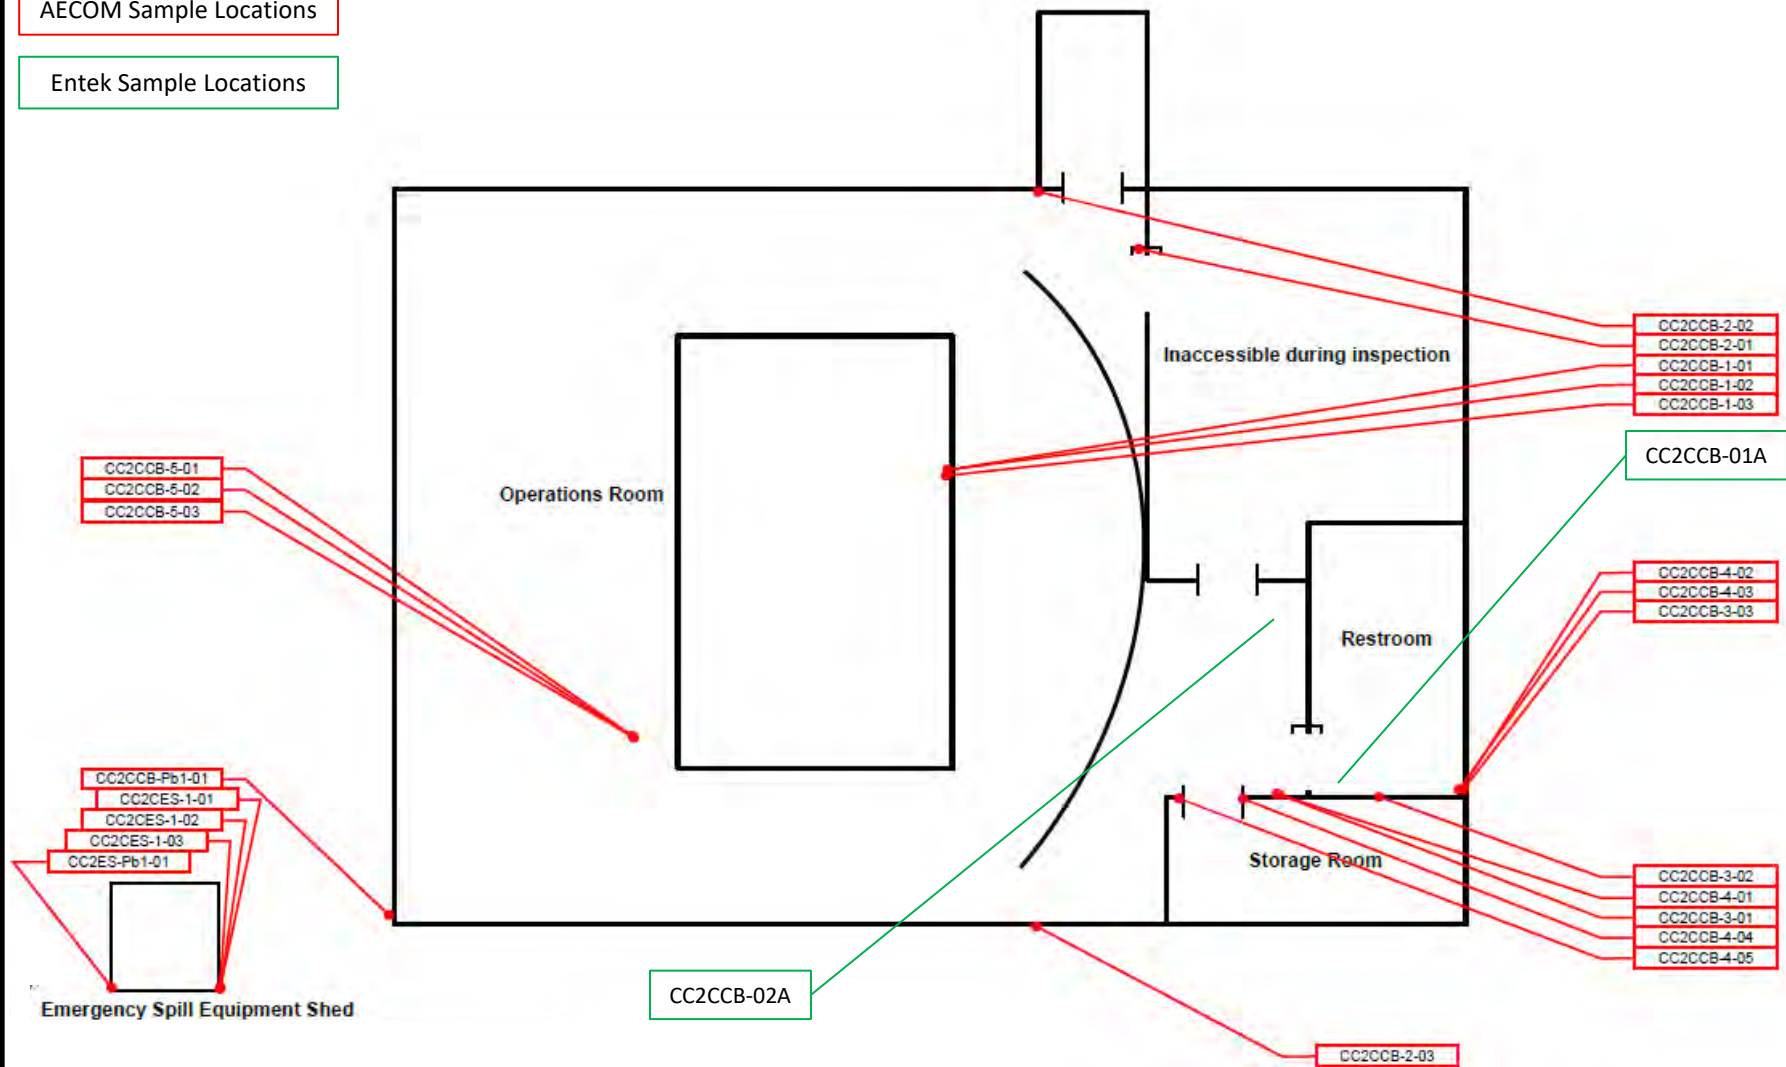 AECOM Sample Locations
Entek Sample Locations
CC2CCB-2-02
CC2CCB-2-01
CC2CCB-1-01
CC2CCB-1-02
CC2CCB-1-03
Inaccessible during inspection
CC2CCB-01A
CC2CCB-5-01
CC2CCB-5-02
CC2CCB-5-03
Operations Room
CC2CCB-4-02
CC2CCB-4-03
CC2CCB-3-03
Restroom
CC2CCB-Pb1-01
CC2CES-1-01
CC2CES-1-02
CC2CES-1-03
CC2ES-Pb1-01
Storage Room
CC2CCB-3-02
CC2CCB-4-01
CC2CCB-3-01
CC2CCB-4-04
CC2CCB-4-05
Emergency Spill Equipment Shed
CC2CCB-02A
CC2CCB-2-03